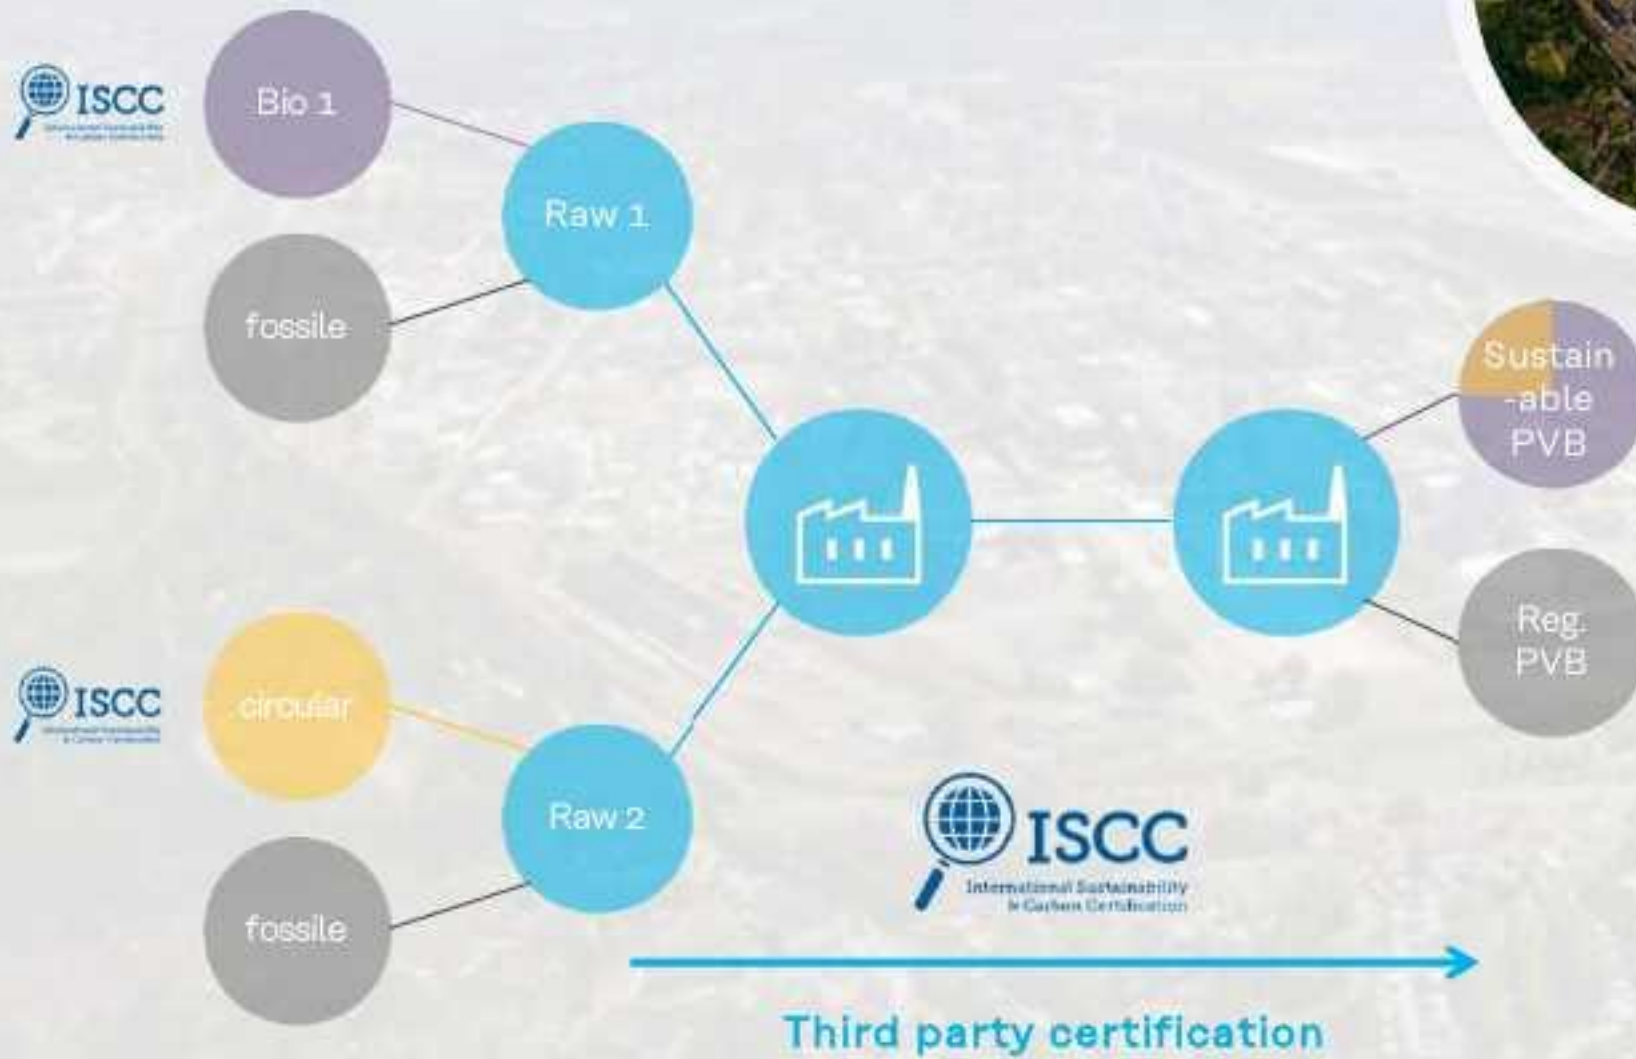 ISCC
Bio 1
Raw 1
fossile
Sustain
-able
PVB
Reg.
PVB
ISCC
circular
Raw 2
fossile
ISCC
International Sustainability
& Carbon Certification
Third party certification